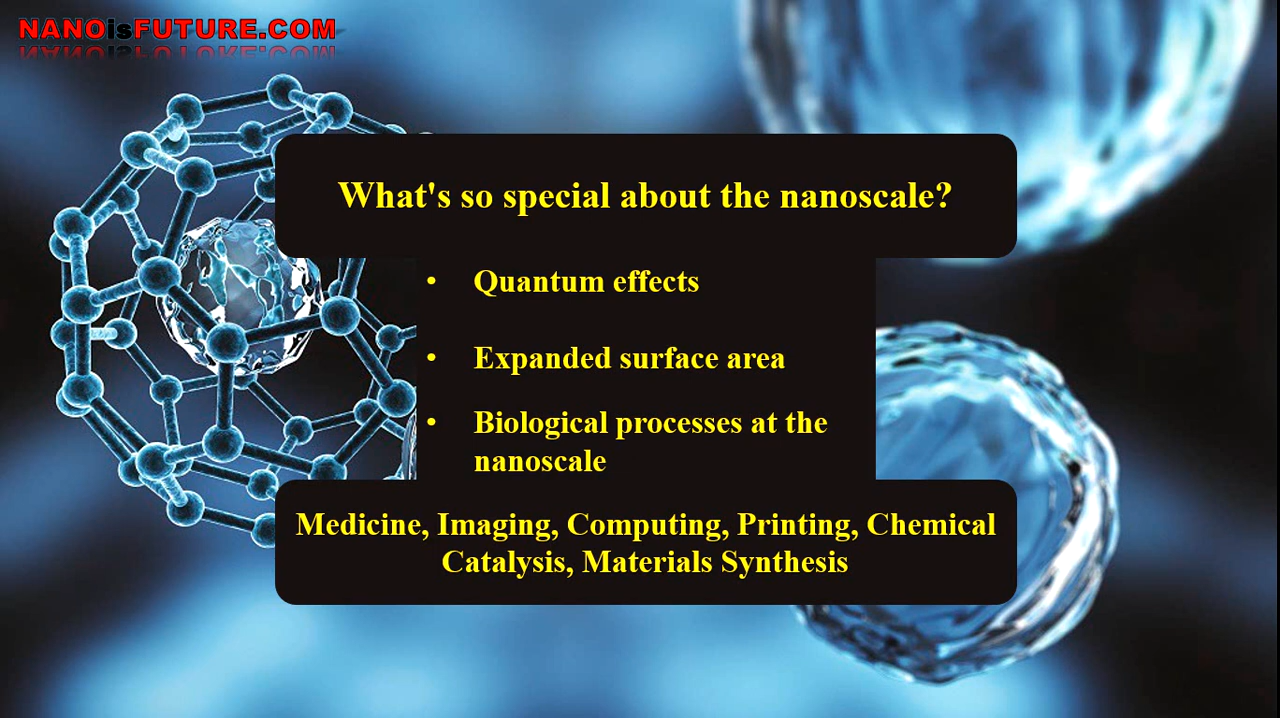 NANOisFUTURE.COM
What's so special about the nanoscale?
• Quantum effects
• Expanded surface area
• Biological processes at the
nanoscale
Medicine, Imaging, Computing, Printing, Chemical
Catalysis, Materials Synthesis